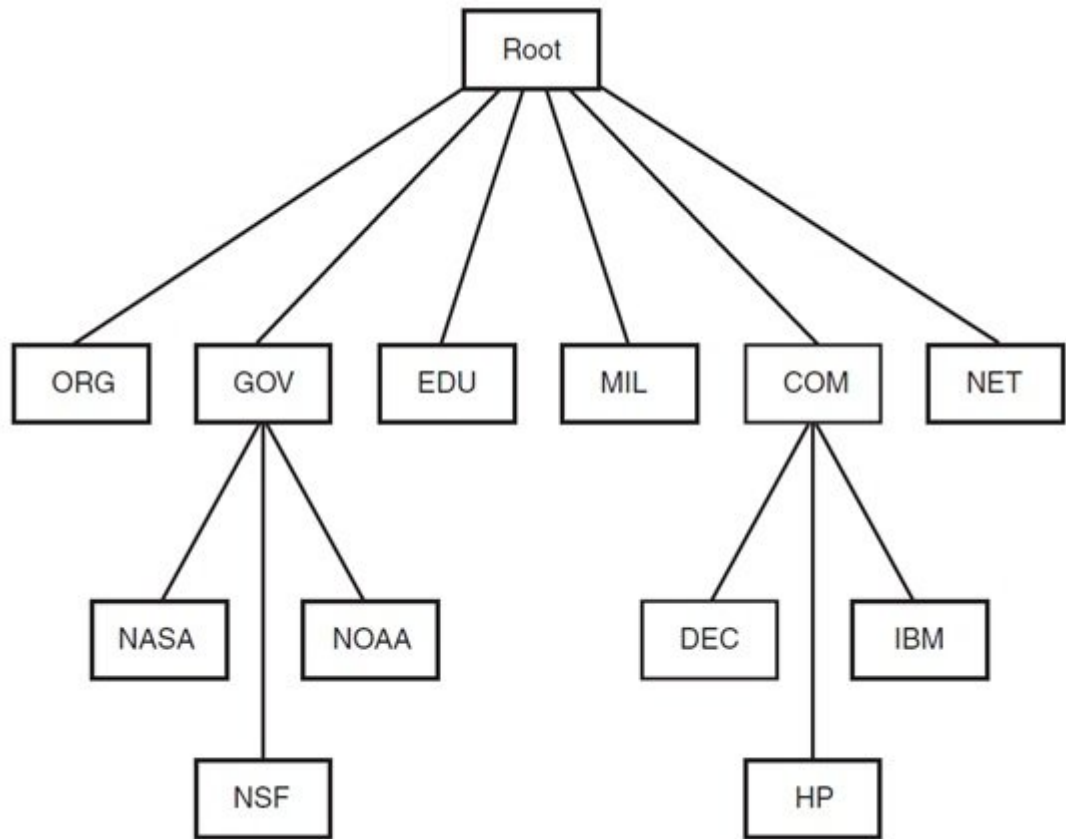 Root
ORG
GOV
EDU
MIL
COM
NET
NASA
NOAA
DEC
IBM
NSF
HP